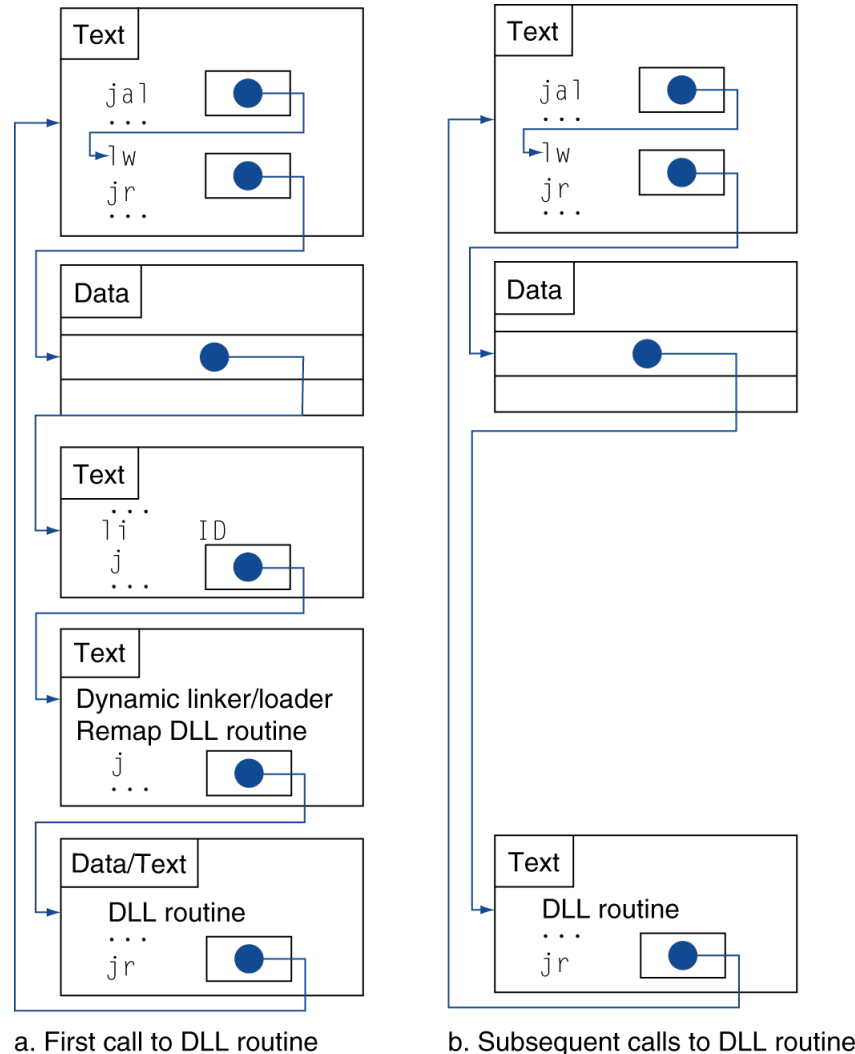 Text
jal
...
lw
jr
...
Data
Text
...
li ID
j
...
Text
Dynamic linker/loader
Remap DLL routine
j
...
Data/Text
DLL routine
...
jr
a. First call to DLL routine
Text
jal
...
lw
jr
...
Data
Text
DLL routine
...
jr
b. Subsequent calls to DLL routine